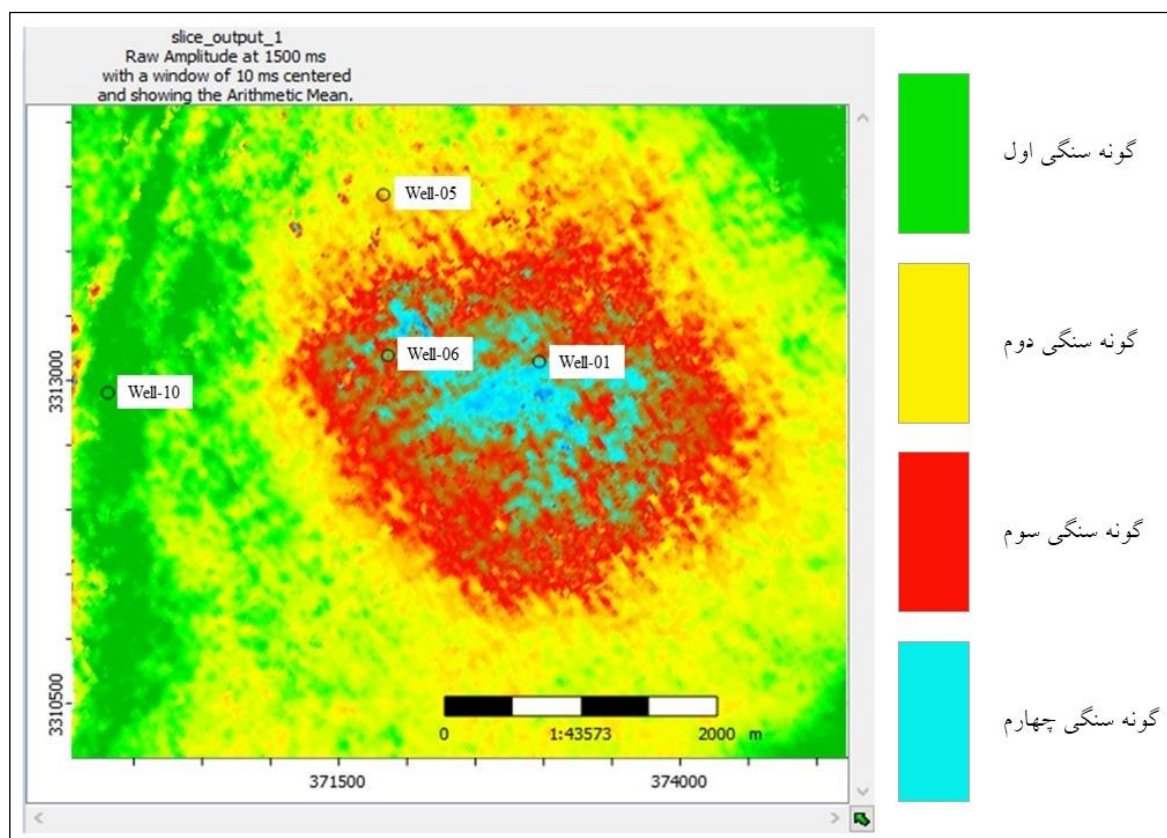 slice_output_1
Raw Amplitude at 1500 ms
with a window of 10 ms centered
and showing the Arithmetic Mean.
Well-05
Well-06
Well-01
Well-10
3313000
3310500
0
1:43573
2000 m
371500
374000
گونه سنگی اول
گونه سنگی دوم
گونه سنگی سوم
گونه سنگی چهارم